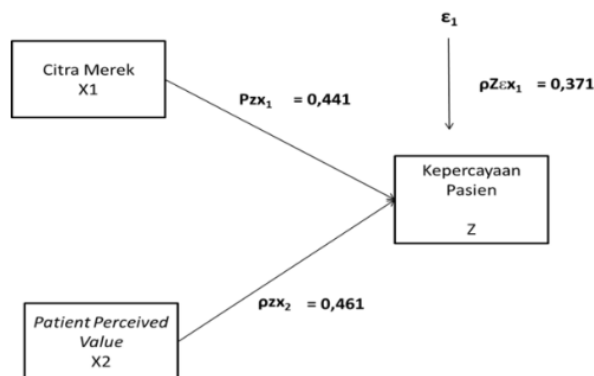 ε1
Citra Merek
X1
ρZεx1 = 0,371
Pzx1 = 0,441
Kepercayaan
Pasien
Z
ρzx2 = 0,461
Patient Perceived
Value
X2